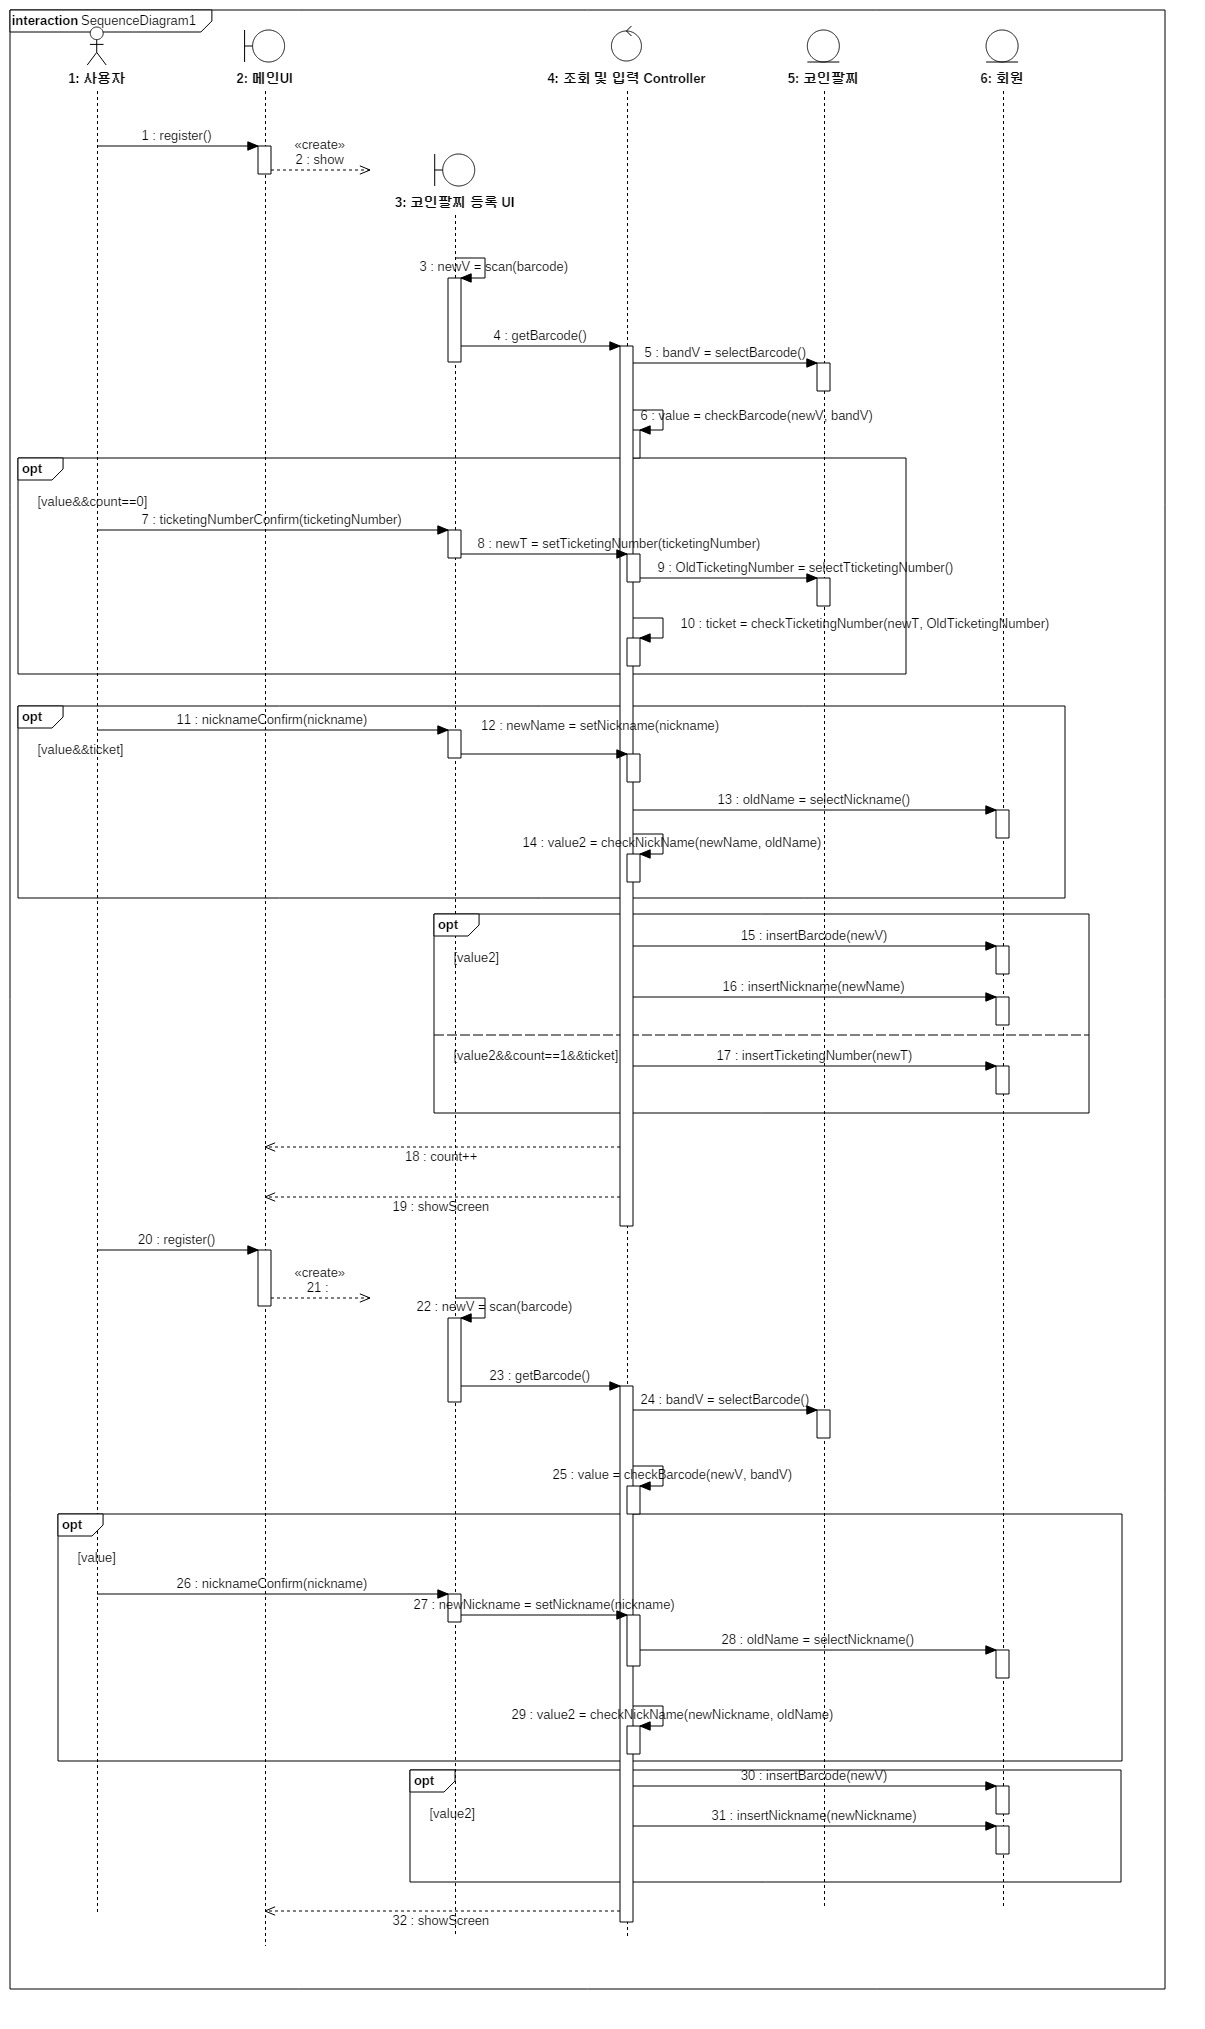 interaction SequenceDiagram1
1: 사용자
2: 메인UI
4: 조회 및 입력 Controller
5: 코인팔찌
6: 회원
1 : register()
«create»
2 : show
3: 코인팔찌 등록 UI
3 : newV = scan(barcode)
4 : getBarcode()
5 : bandV = selectBarcode()
6 : value = checkBarcode(newV, bandV)
opt
[value&&count==0]
7 : ticketingNumberConfirm(ticketingNumber)
8 : newT = setTicketingNumber(ticketingNumber)
9 : OldTicketingNumber = selectTticketingNumber()
10 : ticket = checkTicketingNumber(newT, OldTicketingNumber)
opt
11 : nicknameConfirm(nickname)
12 : newName = setNickname(nickname)
[value&&ticket]
13 : oldName = selectNickname()
14 : value2 = checkNickName(newName, oldName)
opt
15 : insertBarcode(newV)
[value2]
16 : insertNickname(newName)
[value2&&count==1&&ticket]
17 : insertTicketingNumber(newT)
18 : count++
19 : showScreen
20 : register()
«create»
21 :
22 : newV = scan(barcode)
23 : getBarcode()
24 : bandV = selectBarcode()
25 : value = checkBarcode(newV, bandV)
opt
[value]
26 : nicknameConfirm(nickname)
27 : newNickname = setNickname(nickname)
28 : oldName = selectNickname()
29 : value2 = checkNickName(newNickname, oldName)
30 : insertBarcode(newV)
opt
[value2]
31 : insertNickname(newNickname)
32 : showScreen